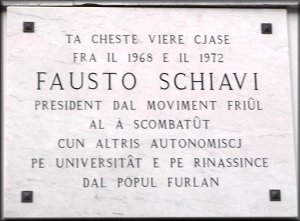 TA CHESTE VIERE CJASE
FRA IL 1968 E IL 1972
FAUSTO SCHIAVI
PRESIDENT DAL MOVIMENT FRIÛL
AL À SCOMBATÛT
CUN ALTRIS AUTONOMISCJ
PE UNIVERSITÂT E PE RINASSINCE
DAL POPUL FURLAN